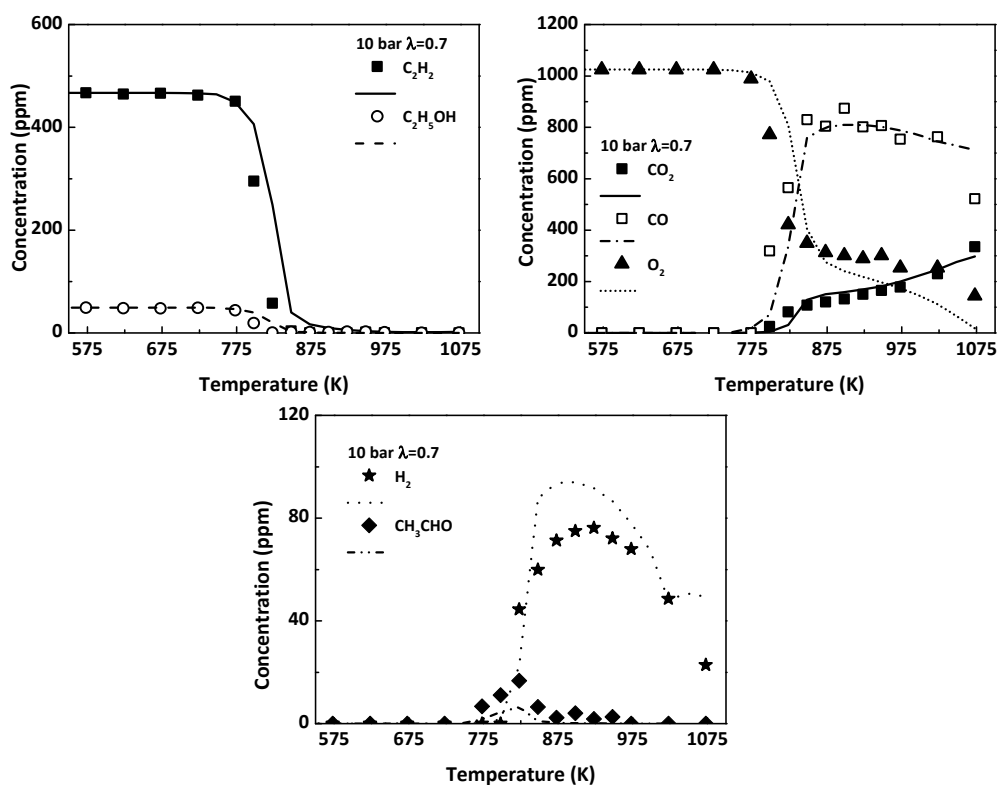 600
400
200
0
575 675 775 875 975 1075
Concentration (ppm)
Temperature (K)
10 bar λ=0.7
C₂H₂
C₂H₅OH
1200
1000
800
600
400
200
0
575 675 775 875 975 1075
Concentration (ppm)
Temperature (K)
10 bar λ=0.7
CO₂
CO
O₂
120
80
40
0
575 675 775 875 975 1075
Concentration (ppm)
Temperature (K)
10 bar λ=0.7
H₂
CH₃CHO